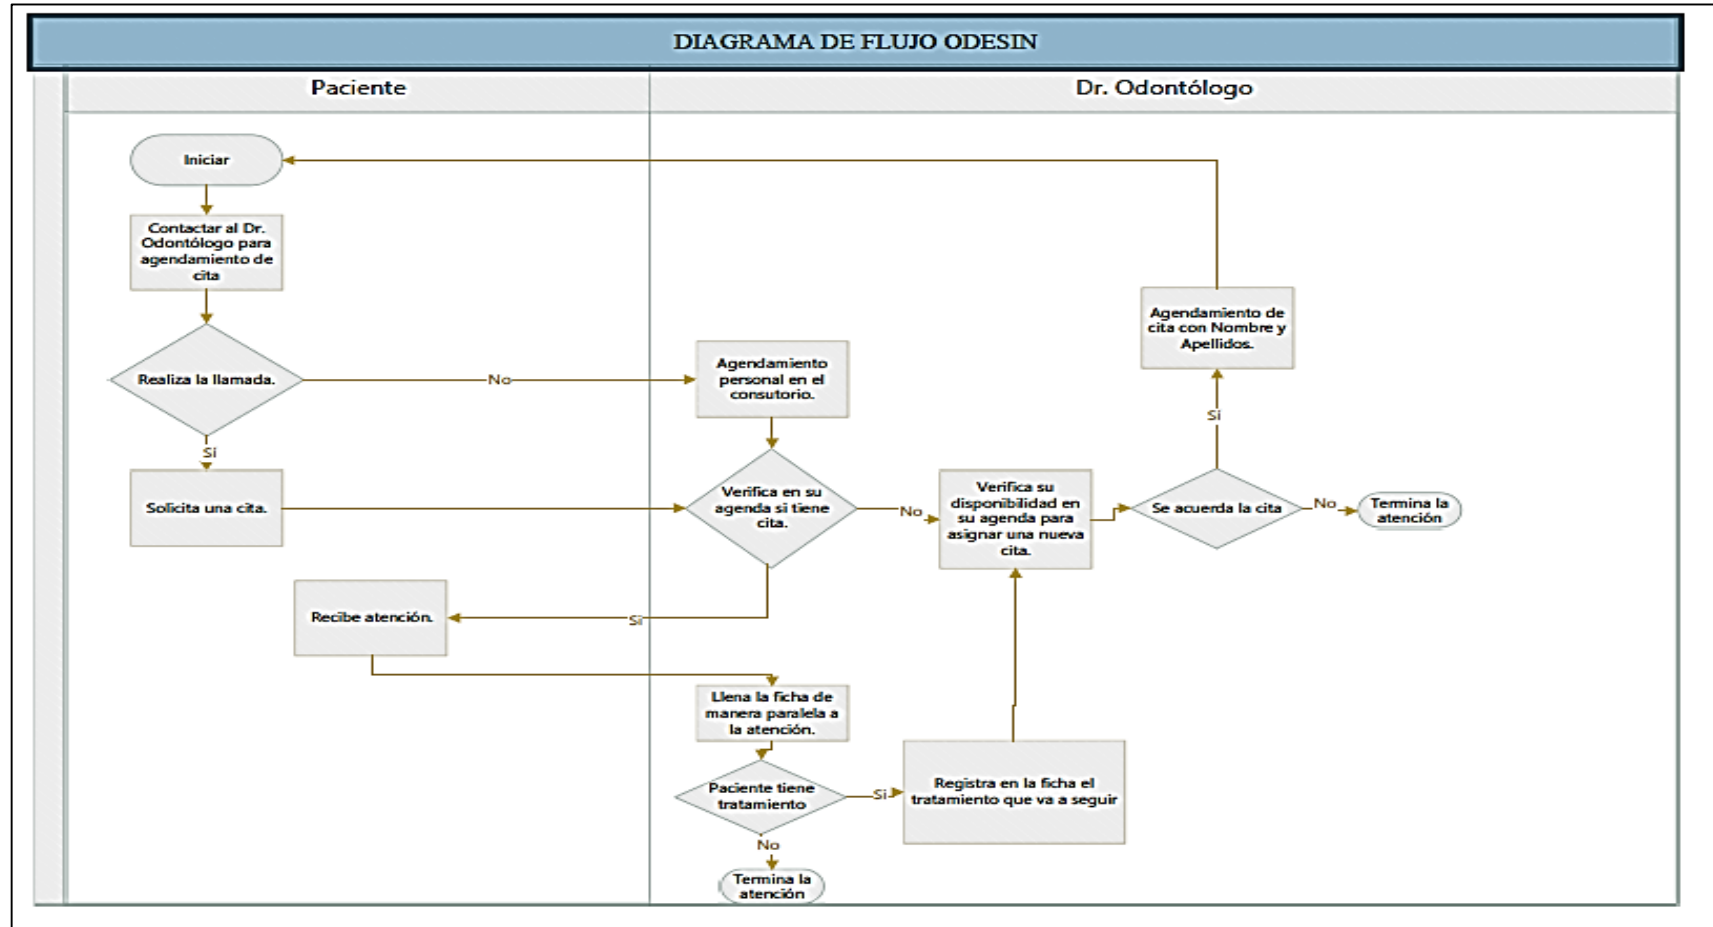 DIAGRAMA DE FLUJO ODESIN
Paciente
Dr. Odontólogo
Iniciar
Contactar al Dr.
Odontólogo para
agendamiento de
cita
Realiza la llamada.
No
Sí
Solicita una cita.
Agendamiento
personal en el
consutorio.
Verifica en su
agenda si tiene
cita.
No
Si
Verifica su
disponibilidad en
su agenda para
asignar una nueva
cita.
Se acuerda la cita
Sí
No
Termina la
atención
Agendamiento de
cita con Nombre y
Apellidos.
Recibe atención.
Llena la ficha de
manera paralela a
la atención.
Paciente tiene
tratamiento
Si
Registra en la ficha el
tratamiento que va a seguir
No
Termina la
atención